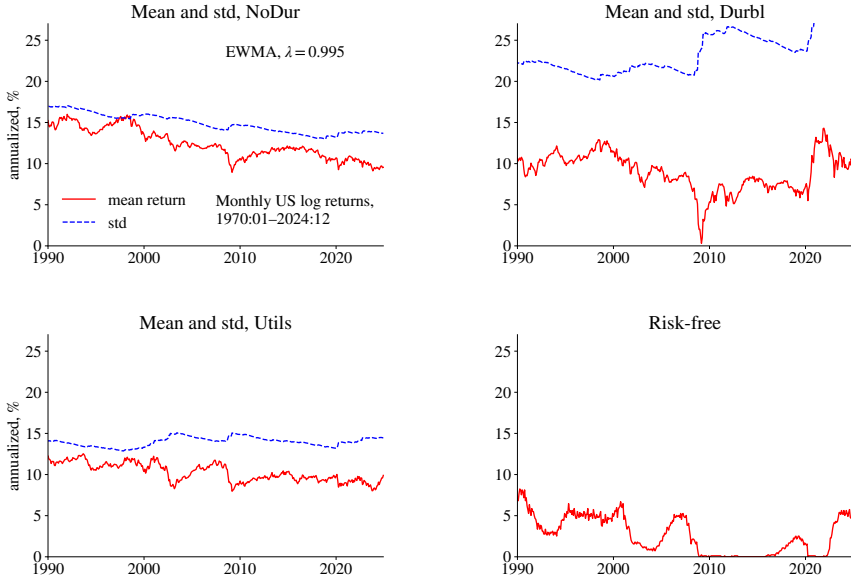 Mean and std, NoDur
EWMA, λ = 0.995
annualized, %
25
20
15
10
5
0
mean return
std
Monthly US log returns,
1970:01–2024:12
1990 2000 2010 2020
Mean and std, Durbl
25
20
15
10
5
0
1990 2000 2010 2020
Mean and std, Utils
annualized, %
25
20
15
10
5
0
1990 2000 2010 2020
Risk-free
25
20
15
10
5
0
1990 2000 2010 2020